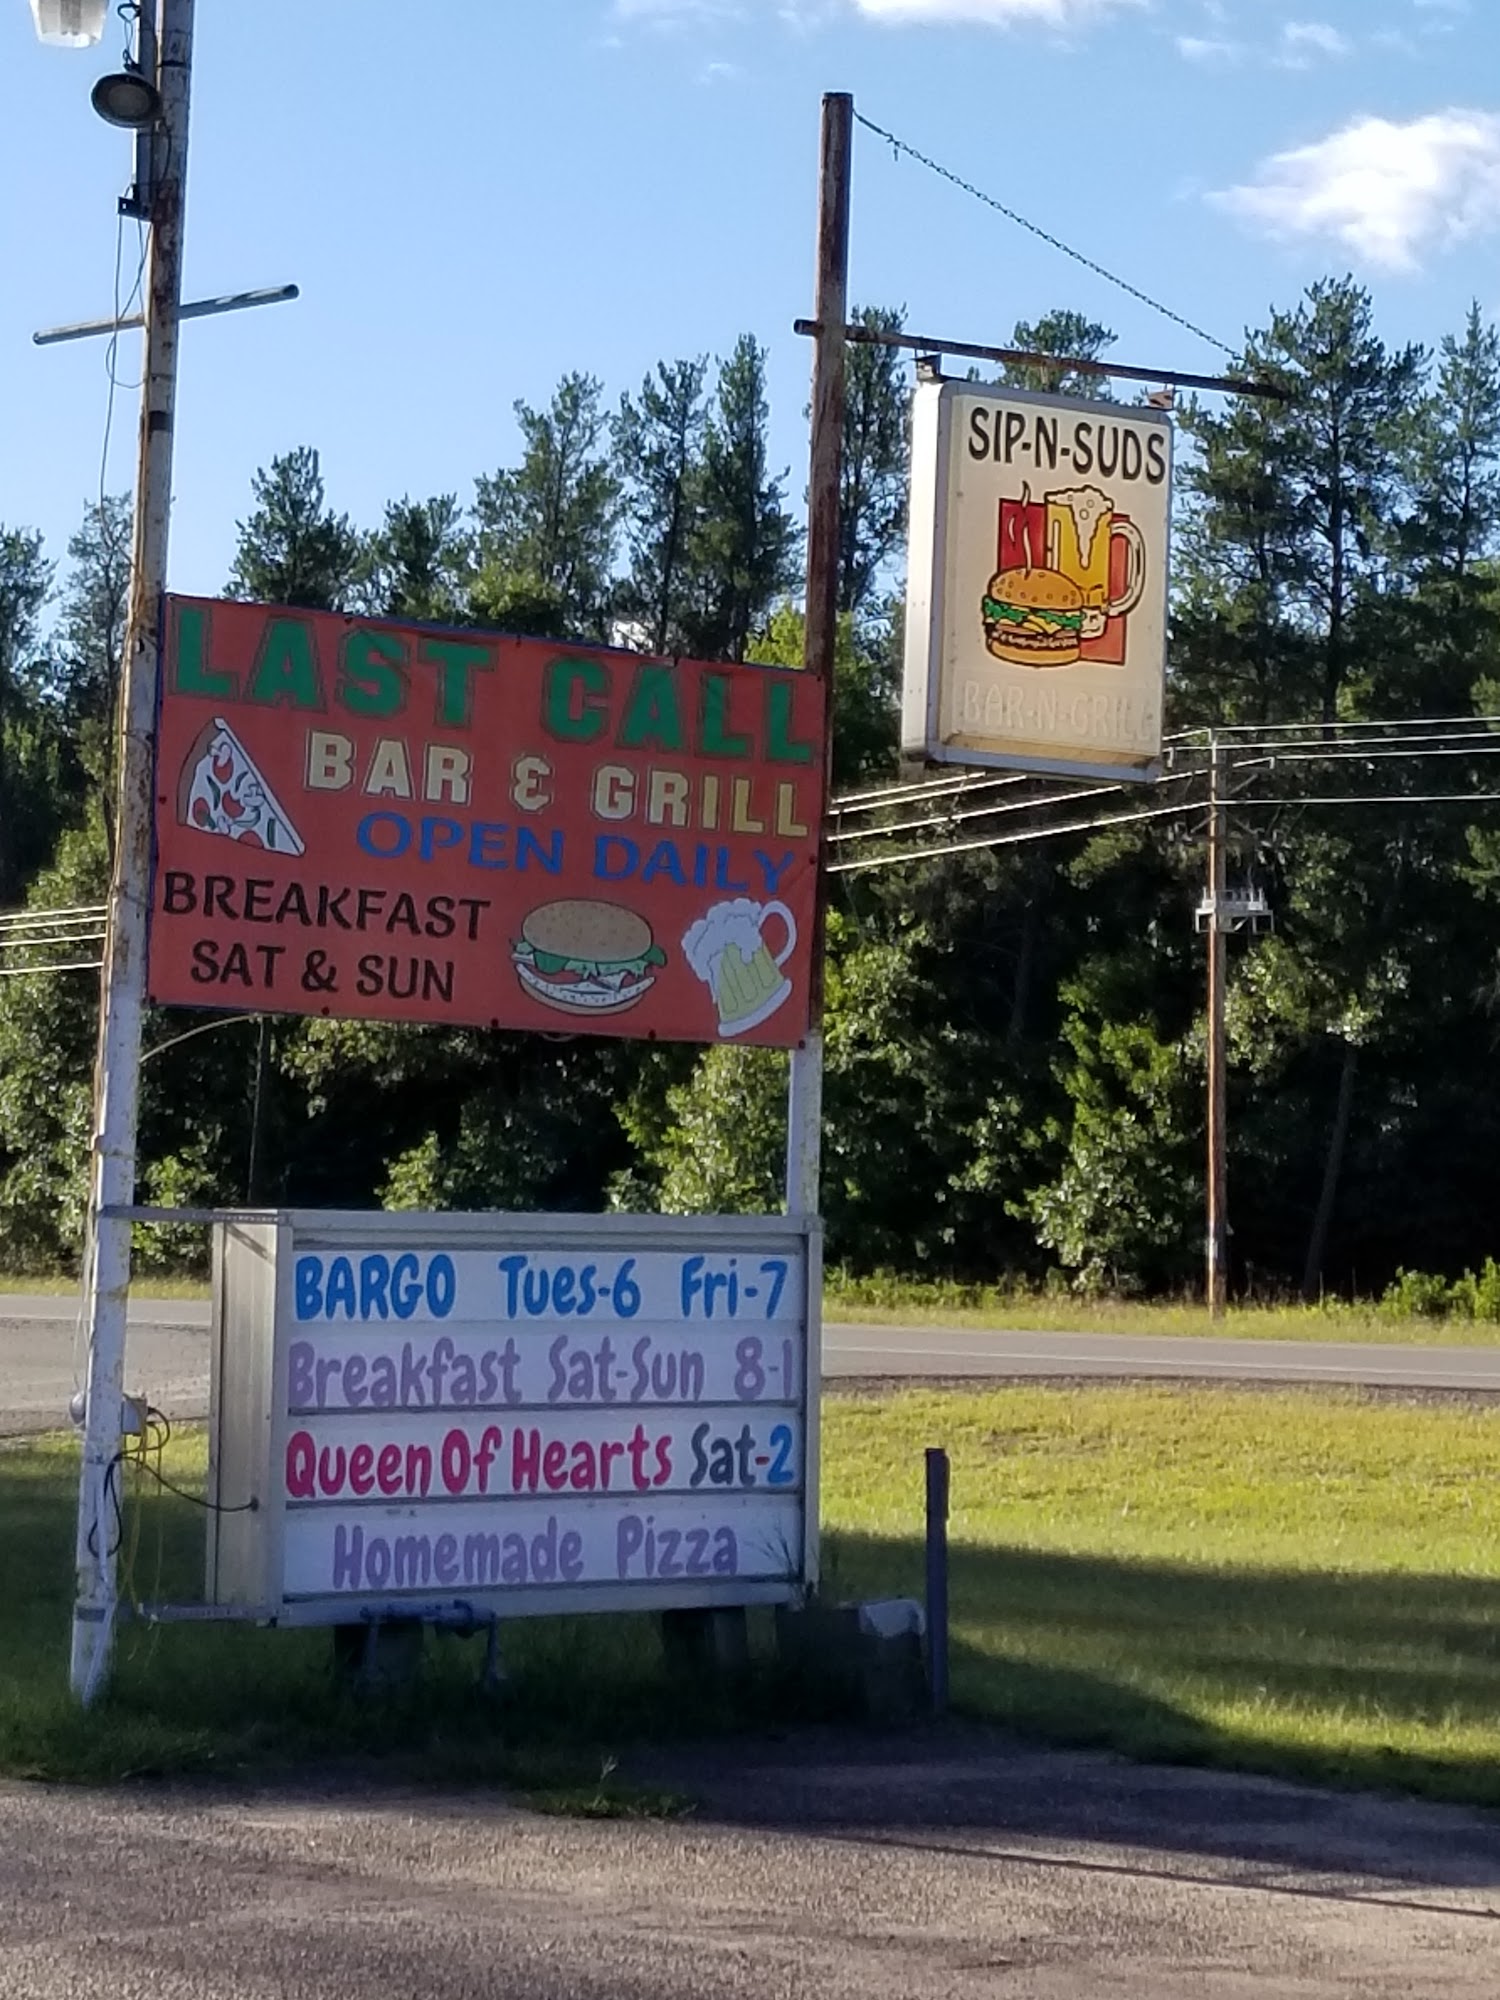 LAST CALL
BAR & GRILL
OPEN DAILY
BREAKFAST
SAT & SUN
SIP-N-SUDS
BAR-N-GRILL
BARGO Tues-6 Fri-7
Breakfast Sat-Sun 8-1
Queen Of Hearts Sat-2
Homemade Pizza